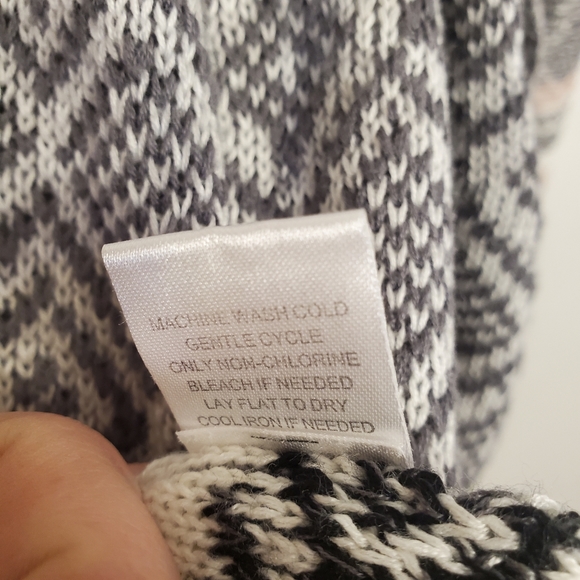 MACHINE WASH COLD
GENTLE CYCLE
ONLY NON-CHLORINE
BLEACH IF NEEDED
LAY FLAT TO DRY
COOL IRON IF NEEDED